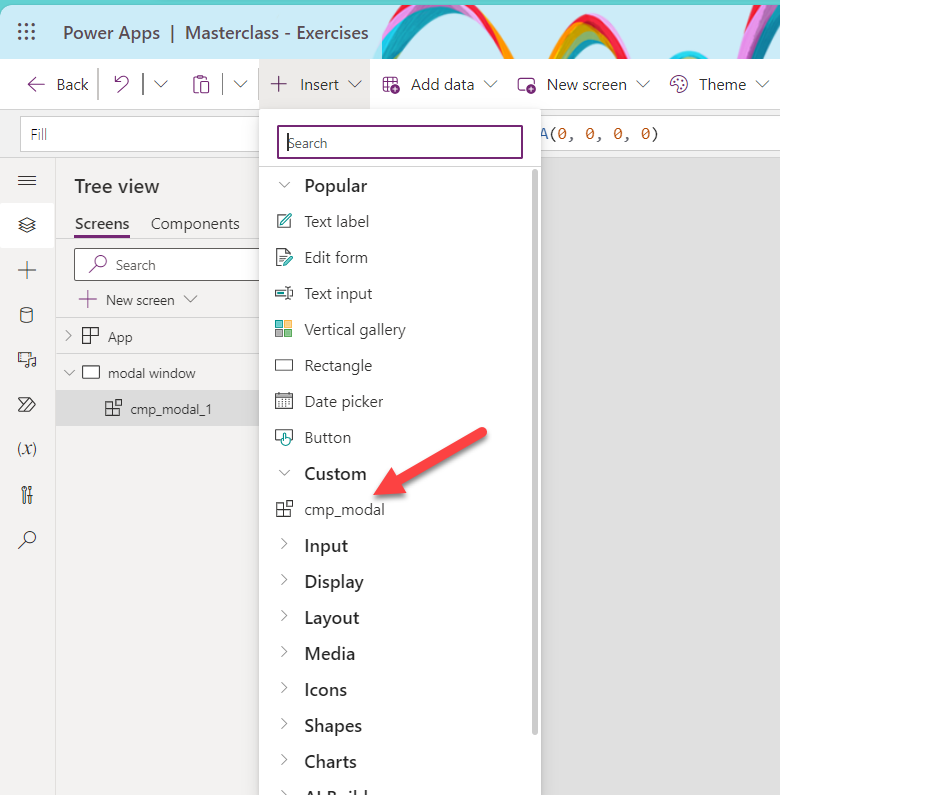 Power Apps | Masterclass - Exercises
Back
Insert
Add data
New screen
Theme
Fill
A(0, 0, 0, 0)
Search
Tree view
Screens Components
Search
New screen
App
modal window
cmp_modal_1
Popular
Text label
Edit form
Text input
Vertical gallery
Rectangle
Date picker
Button
Custom
cmp_modal
Input
Display
Layout
Media
Icons
Shapes
Charts